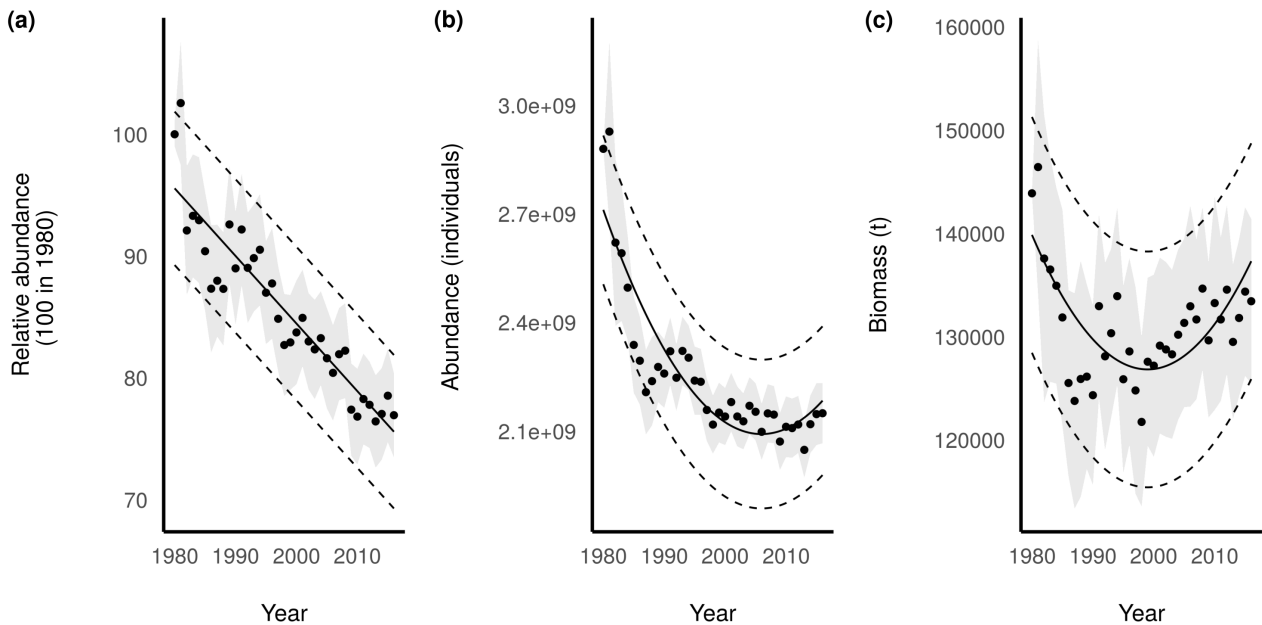 (a)
Relative abundance
(100 in 1980)
100
90
80
70
1980 1990 2000 2010
Year
(b)
Abundance (individuals)
3.0e+09
2.7e+09
2.4e+09
2.1e+09
1980 1990 2000 2010
Year
(c)
Biomass (t)
160000
150000
140000
130000
120000
1980 1990 2000 2010
Year